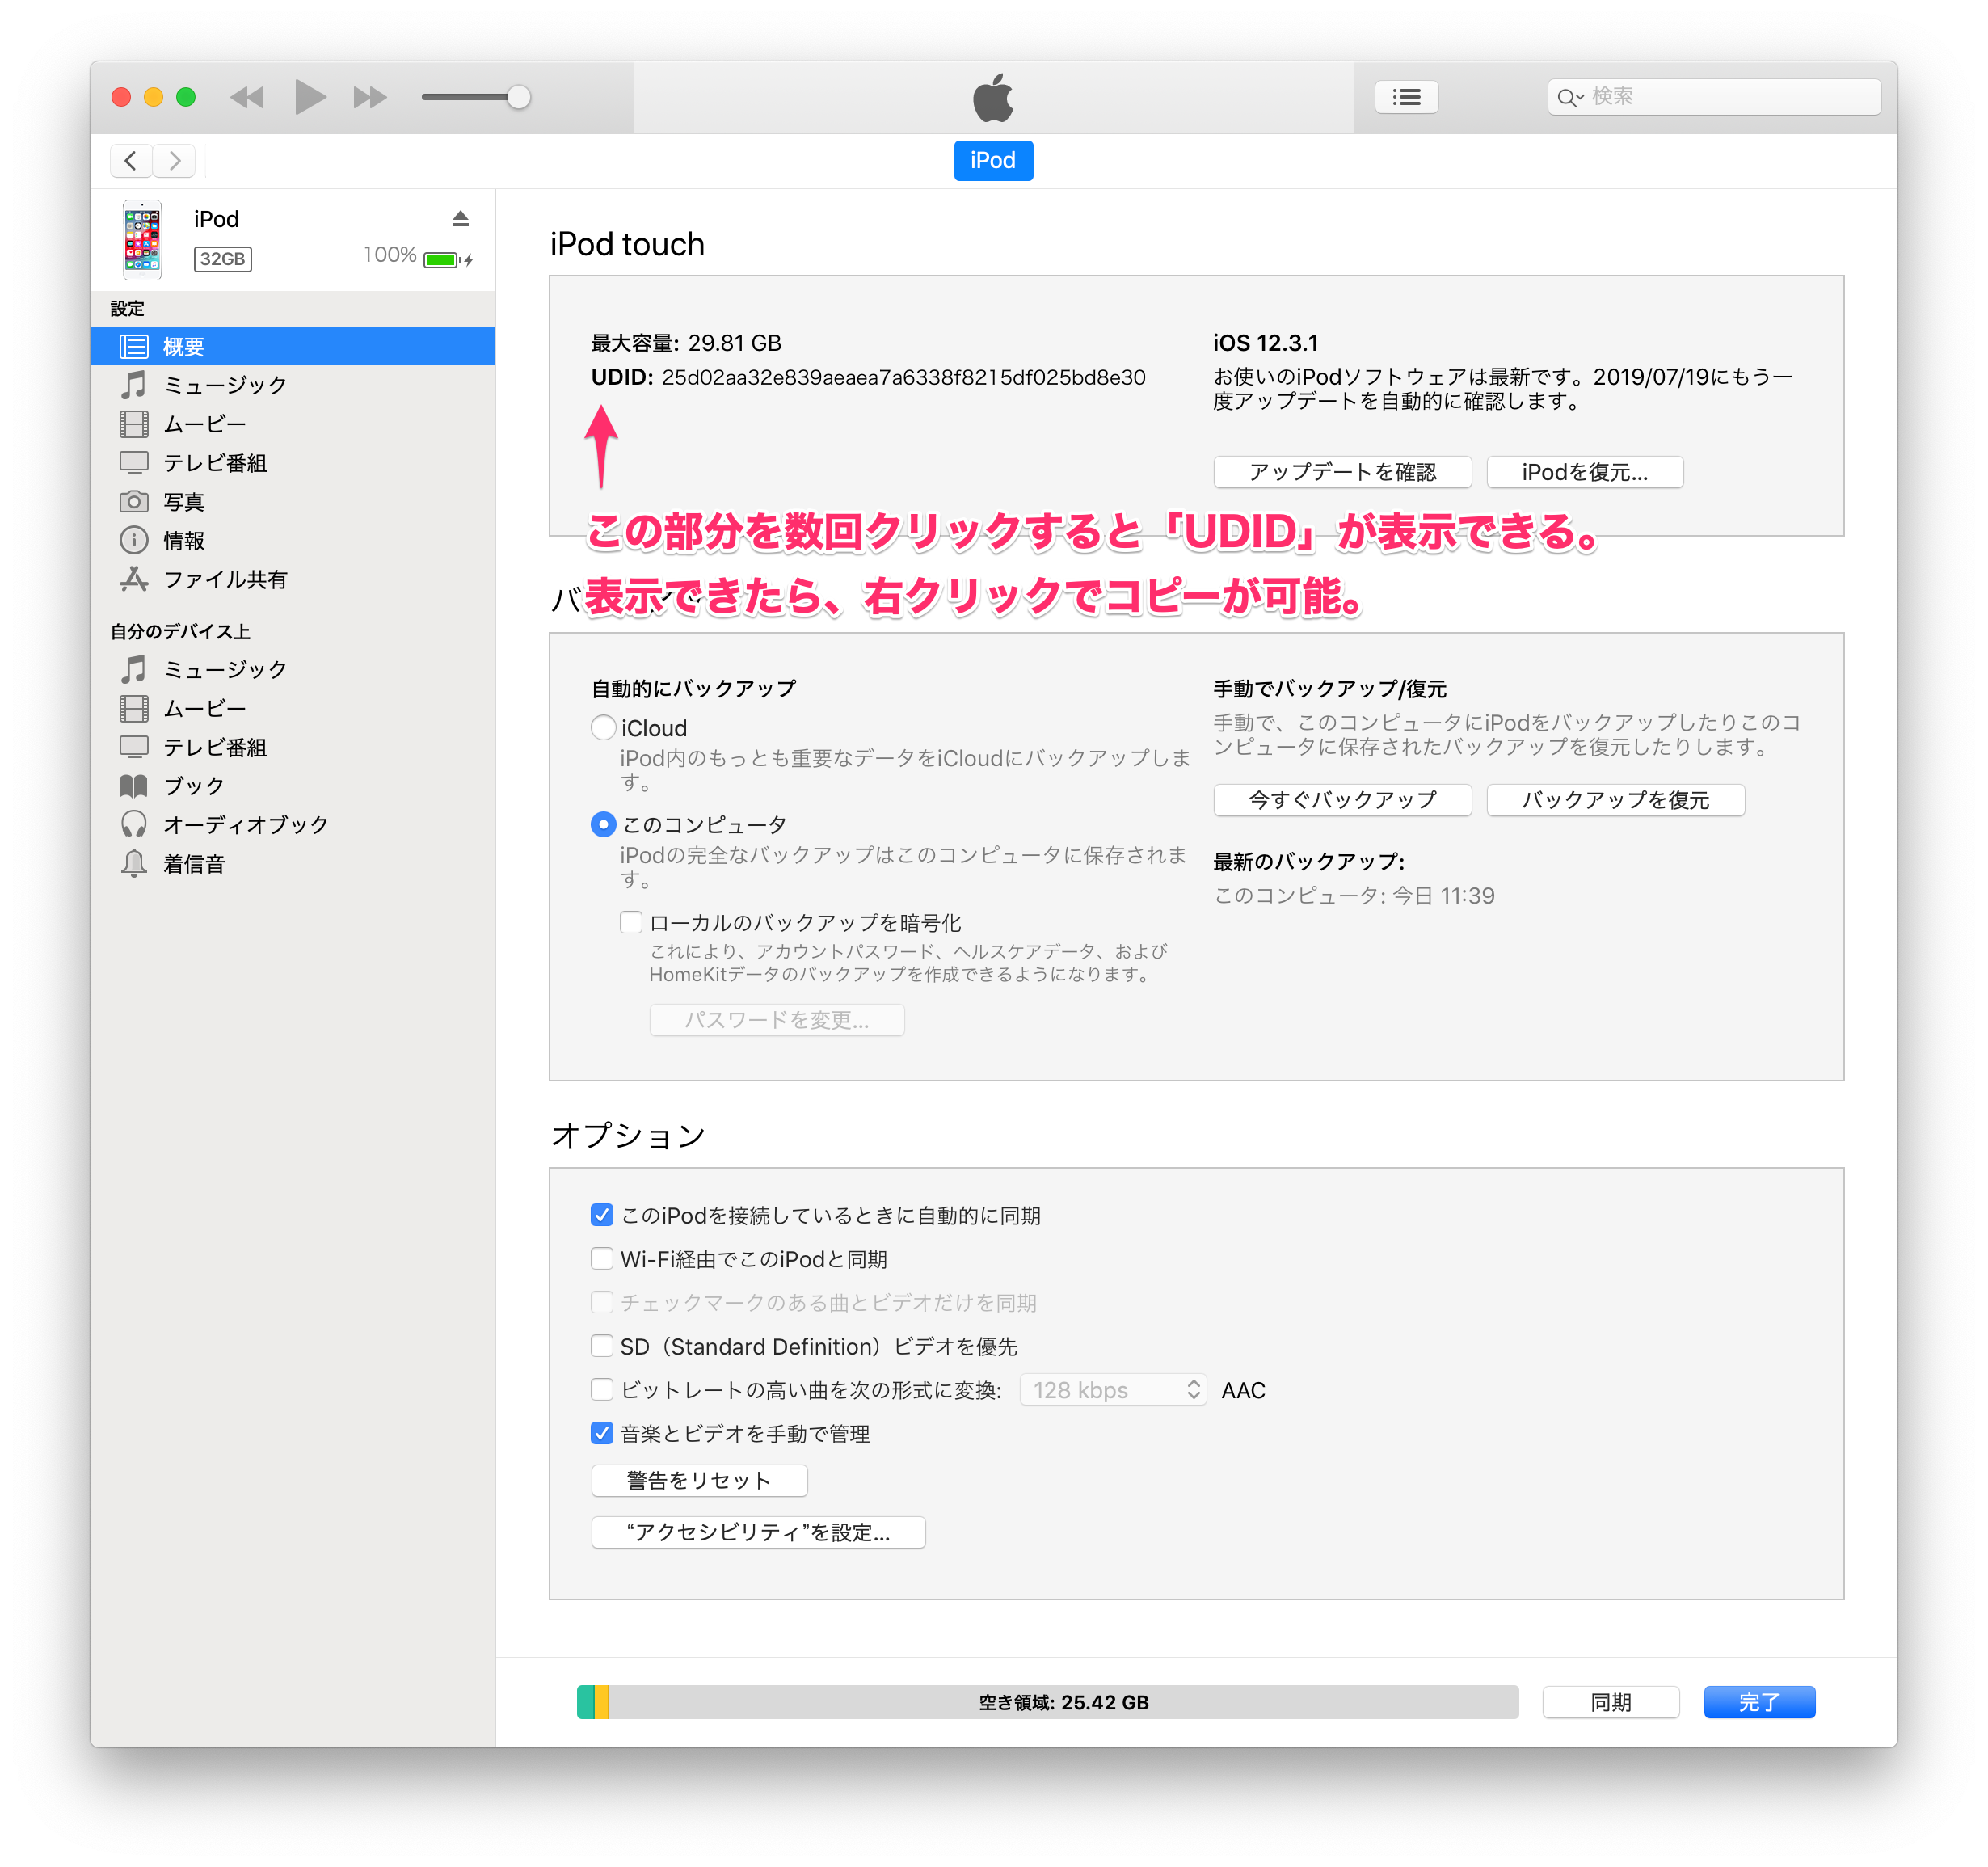 検索
iPod
iPod
32GB
100%
設定
概要
ミュージック
ムービー
テレビ番組
写真
情報
ファイル共有
自分のデバイス上
ミュージック
ムービー
テレビ番組
ブック
オーディオブック
着信音
iPod touch
最大容量: 29.81 GB
UDID: 25d02aa32e839aeaea7a6338f8215df025bd8e30
iOS 12.3.1
お使いのiPodソフトウェアは最新です。2019/07/19にもう一
度アップデートを自動的に確認します。
アップデートを確認
iPodを復元...
この部分を数回クリックすると「UDID」が表示できる。
表示できたら、右クリックでコピーが可能。
自動的にバックアップ
iCloud
iPod内のもっとも重要なデータをiCloudにバックアップしま
す。
このコンピュータ
iPodの完全なバックアップはこのコンピュータに保存されま
す。
ローカルのバックアップを暗号化
これにより、アカウントパスワード、ヘルスケアデータ、および
HomeKitデータのバックアップを作成できるようになります。
パスワードを変更...
手動でバックアップ/復元
手動で、このコンピュータにiPodをバックアップしたりこのコ
ンピュータに保存されたバックアップを復元したりします。
今すぐバックアップ
バックアップを復元
最新のバックアップ:
このコンピュータ: 今日 11:39
オプション
このiPodを接続しているときに自動的に同期
Wi-Fi経由でこのiPodと同期
チェックマークのある曲とビデオだけを同期
SD（Standard Definition）ビデオを優先
ビットレートの高い曲を次の形式に変換: 128 kbps AAC
音楽とビデオを手動で管理
警告をリセット
“アクセシビリティ”を設定...
空き領域: 25.42 GB
同期
完了